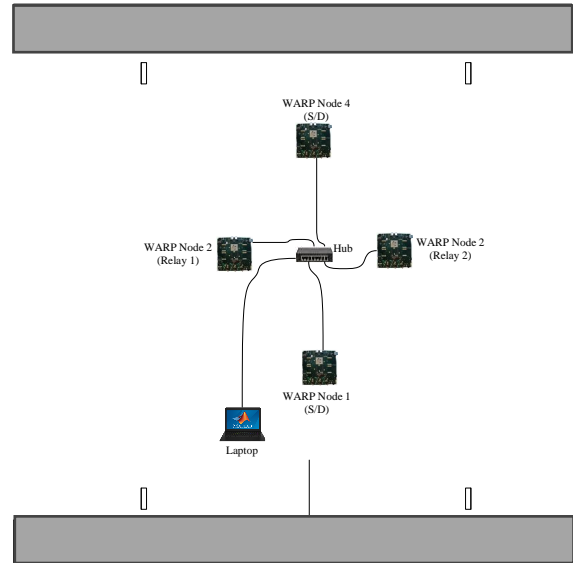 WARP Node 4
(S/D)
WARP Node 2
(Relay 1)
Hub
WARP Node 2
(Relay 2)
WARP Node 1
(S/D)
Laptop